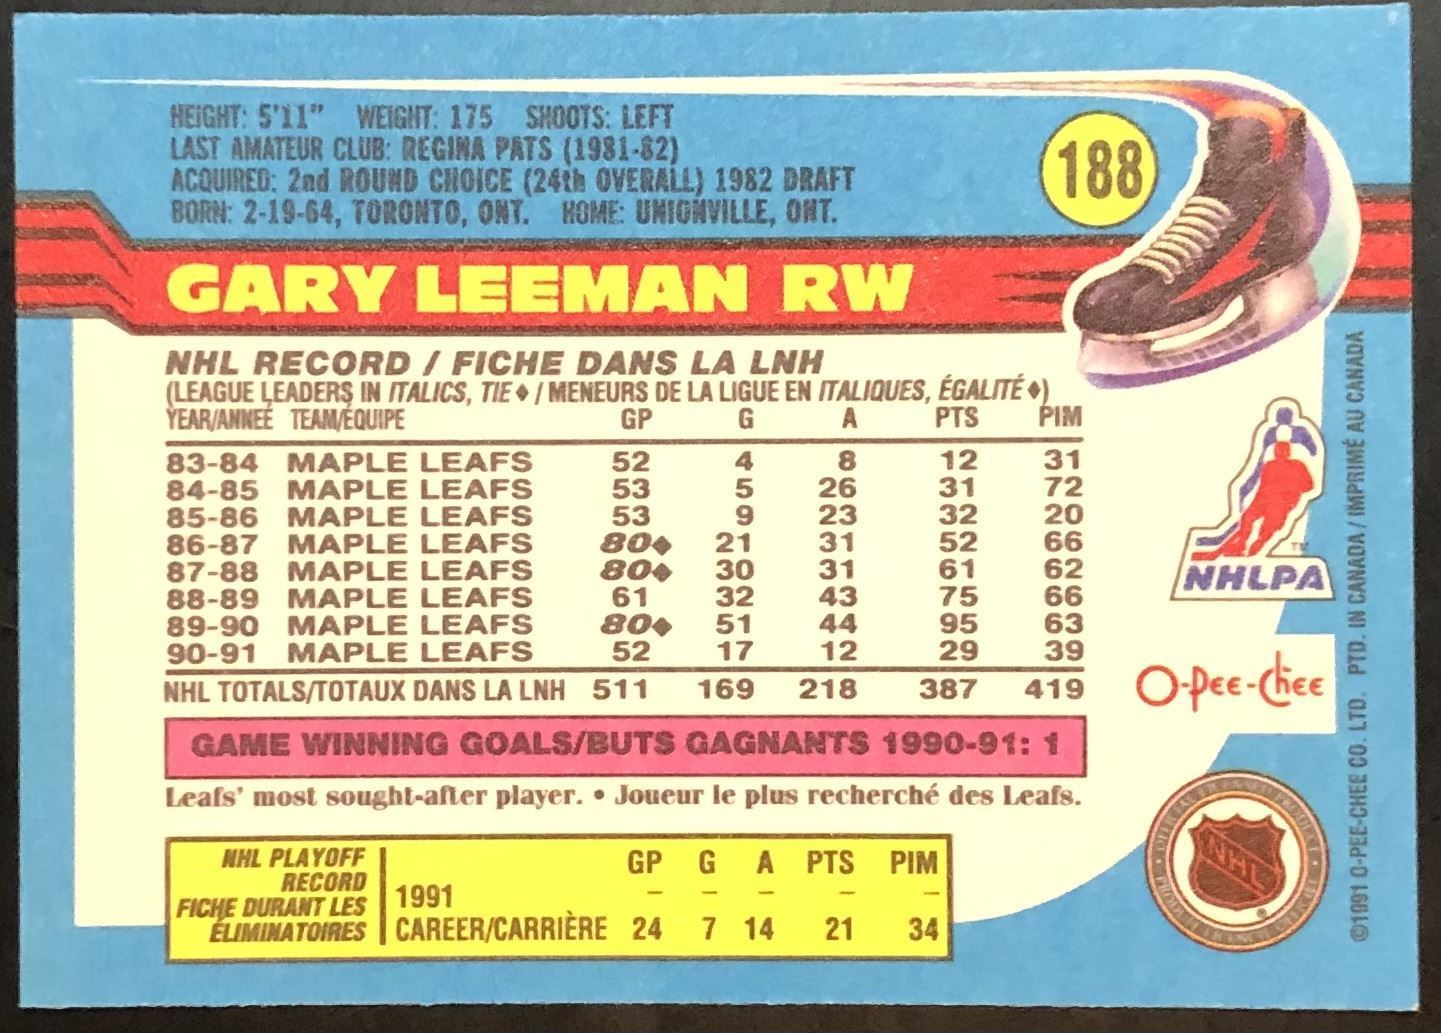 HEIGHT: 5'11" WEIGHT: 175 SHOOTS: LEFT
LAST AMATEUR CLUB: REGINA PATS (1981-82)
ACQUIRED: 2nd ROUND CHOICE (24th OVERALL) 1982 DRAFT
BORN: 2-19-64, TORONTO, ONT. HOME: UNIONVILLE, ONT.
188
GARY LEEMAN RW
NHL RECORD / FICHE DANS LA LNH
(LEAGUE LEADERS IN ITALICS, TIE ♦ / MENEURS DE LA LIGUE EN ITALIQUES, ÉGALITÉ ♦)
YEAR/ANNEÉ TEAM/EQUIPE GP G A PTS PIM
83-84 MAPLE LEAFS 52 4 8 12 31
84-85 MAPLE LEAFS 53 5 26 31 72
85-86 MAPLE LEAFS 53 9 23 32 20
86-87 MAPLE LEAFS 80♦ 21 31 52 66
87-88 MAPLE LEAFS 80♦ 30 31 61 62
88-89 MAPLE LEAFS 61 32 43 75 66
89-90 MAPLE LEAFS 80♦ 51 44 95 63
90-91 MAPLE LEAFS 52 17 12 29 39
NHL TOTALS/TOTAUX DANS LA LNH 511 169 218 387 419
GAME WINNING GOALS/BUTS GAGNANTS 1990-91: 1
Leafs' most sought-after player. • Joueur le plus recherché des Leafs.
NHL PLAYOFF
RECORD
FICHE DURANT LES
ÉLIMINATOIRES
GP G A PTS PIM
1991 – – – – –
CAREER/CARRIÈRE 24 7 14 21 34
NHLPA
TM
O-Pee-Chee
NHL
©1991 O-PEE-CHEE CO. LTD. PTD. IN CANADA / IMPRIMÉ AU CANADA